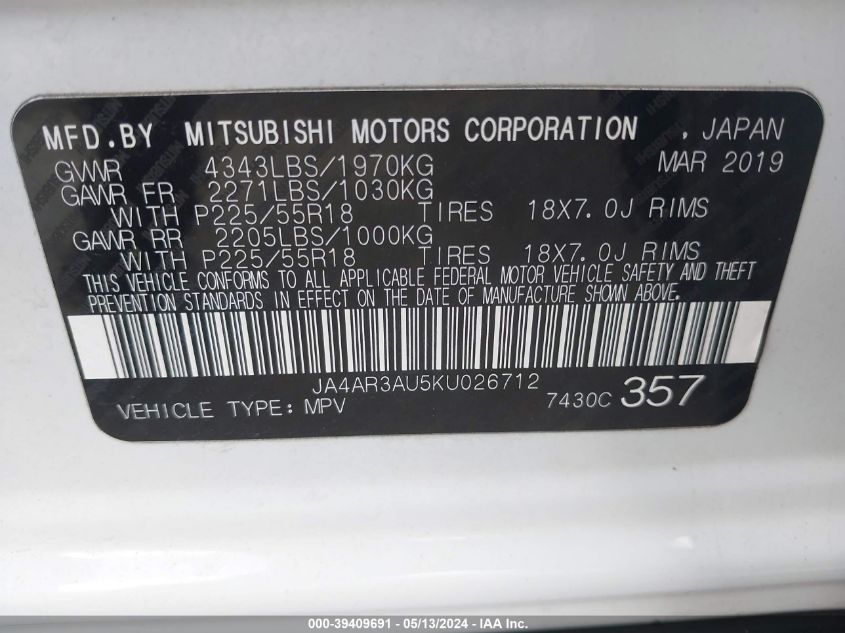 MFD.BY MITSUBISHI MOTORS CORPORATION , JAPAN
GVWR 4343LBS/1970KG MAR 2019
GAWR FR 2271LBS/1030KG
WITH P225/55R18 TIRES 18X7.0J RIMS
GAWR RR 2205LBS/1000KG
WITH P225/55R18 TIRES 18X7.0J RIMS
THIS VEHICLE CONFORMS TO ALL APPLICABLE FEDERAL MOTOR VEHICLE SAFETY AND THEFT
PREVENTION STANDARDS IN EFFECT ON THE DATE OF MANUFACTURE SHOWN ABOVE.
JA4AR3AU5KU026712
VEHICLE TYPE: MPV 7430C 357
000-39409691 - 05/13/2024 - IAA Inc.